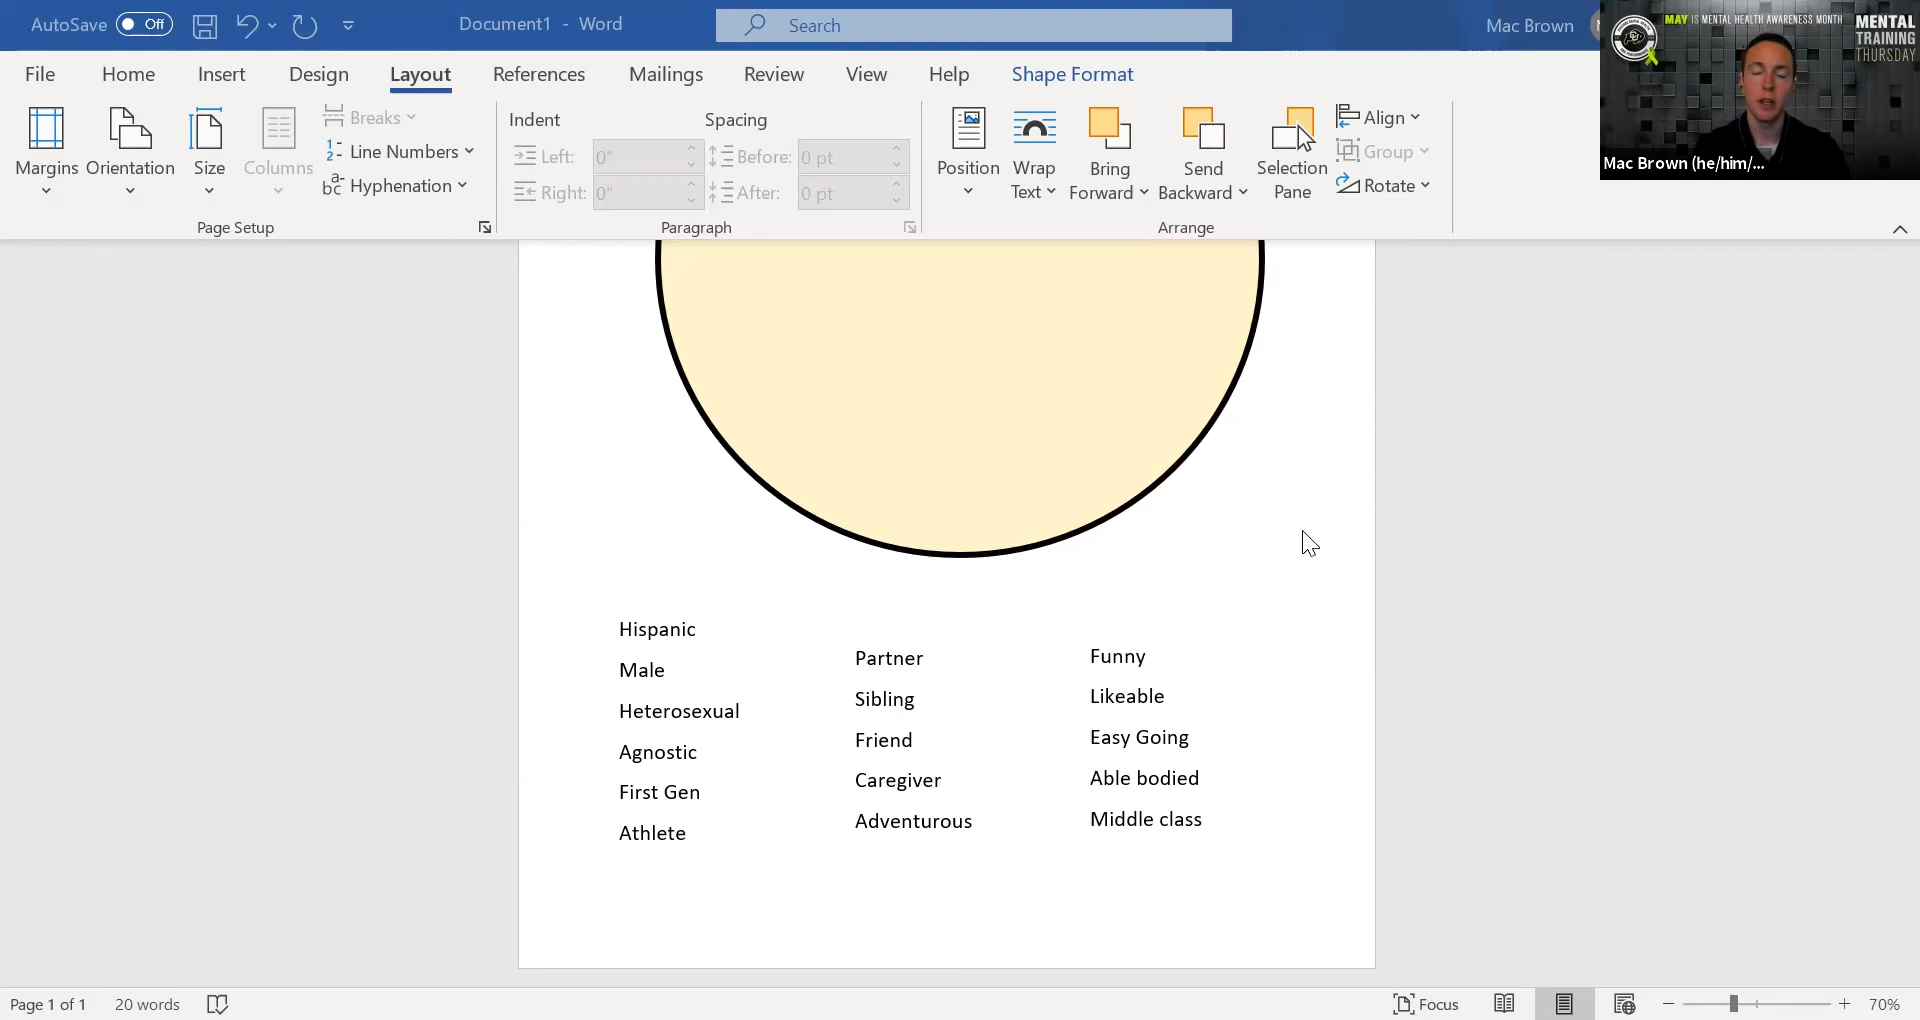 AutoSave Off Document1 - Word Search Mac Brown
File Home Insert Design Layout References Mailings Review View Help Shape Format
Margins Orientation Size Columns
Breaks
Line Numbers
Hyphenation
Page Setup
Indent Spacing
Left: 0" Before: 0 pt
Right: 0" After: 0 pt
Paragraph
Position
Wrap Text
Bring Forward
Send Backward
Selection Pane
Align
Group
Rotate
Arrange
MAY IS MENTAL HEALTH AWARENESS MONTH
MENTAL
TRAINING
THURSDAY
Mac Brown (he/him/...
Hispanic
Male
Heterosexual
Agnostic
First Gen
Athlete
Partner
Sibling
Friend
Caregiver
Adventurous
Funny
Likeable
Easy Going
Able bodied
Middle class
Page 1 of 1 20 words Focus 70%